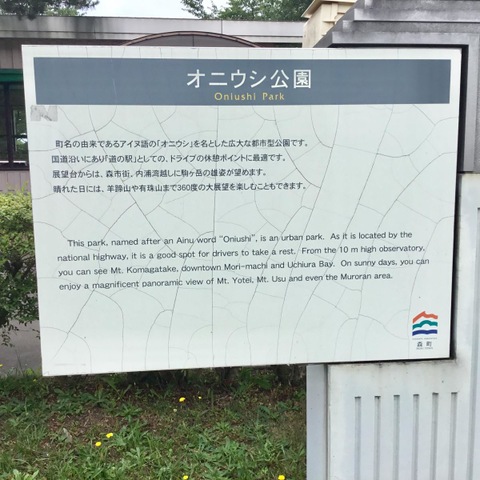 オニウシ公園
Oniushi Park
町名の由来であるアイヌ語の「オニウシ」を名とした広大な都市型公園です。
国道沿いにあり「道の駅」としての、ドライブの休憩ポイントに最適です。
展望台からは、森市街、内浦湾越しに駒ヶ岳の雄姿が望めます。
晴れた日には、羊蹄山や有珠山まで360度の大展望を楽しむこともできます。
This park, named after an Ainu word "Oniushi", is an urban park. As it is located by the
national highway, it is a good spot for drivers to take a rest. From the 10 m high observatory,
you can see Mt. Komagatake, downtown Mori-machi and Uchiura Bay. On sunny days, you can
enjoy a magnificent panoramic view of Mt. Yotei, Mt. Usu and even the Muroran area.
森町